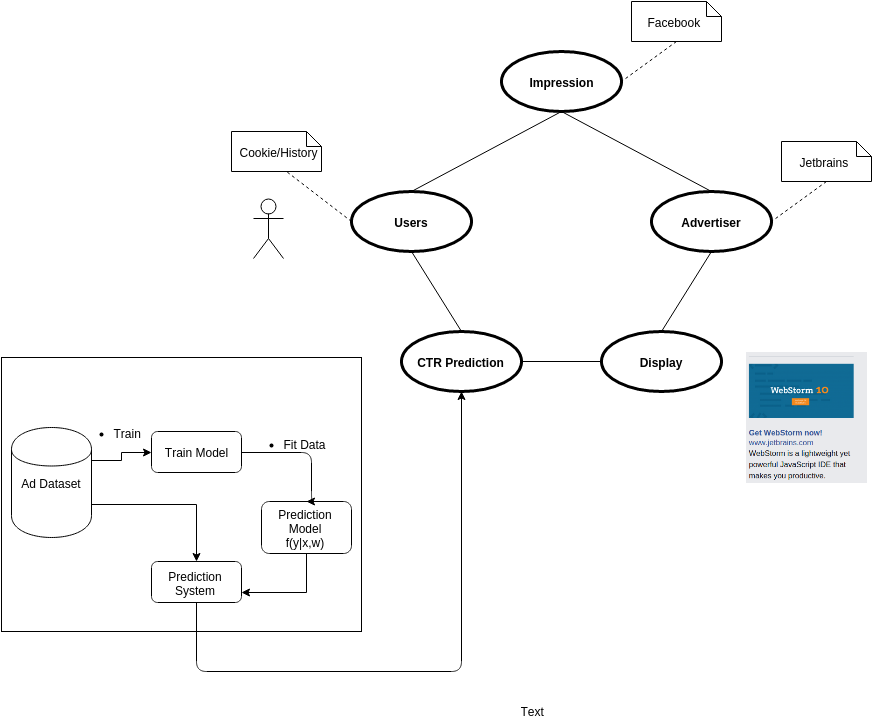 Facebook
Impression
Cookie/History
Jetbrains
Users
Advertiser
CTR Prediction
Display
WebStorm 10
Get WebStorm now!
www.jetbrains.com
WebStorm is a lightweight yet
powerful JavaScript IDE that
makes you productive.
• Train
Train Model
• Fit Data
Ad Dataset
Prediction
Model
f(y|x,w)
Prediction
System
Text